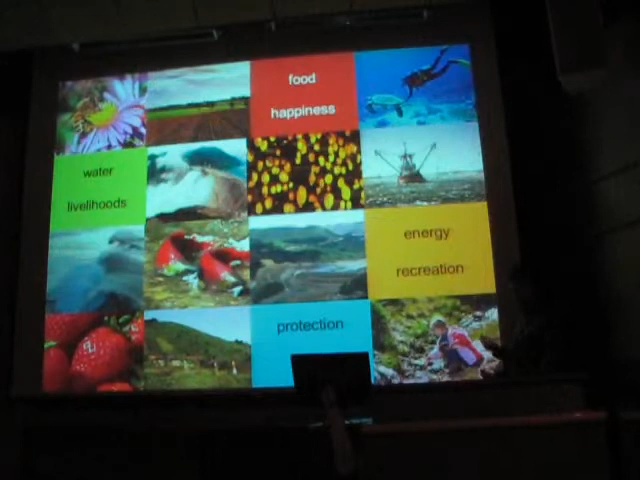 food
happiness
water
livelihoods
energy
recreation
protection